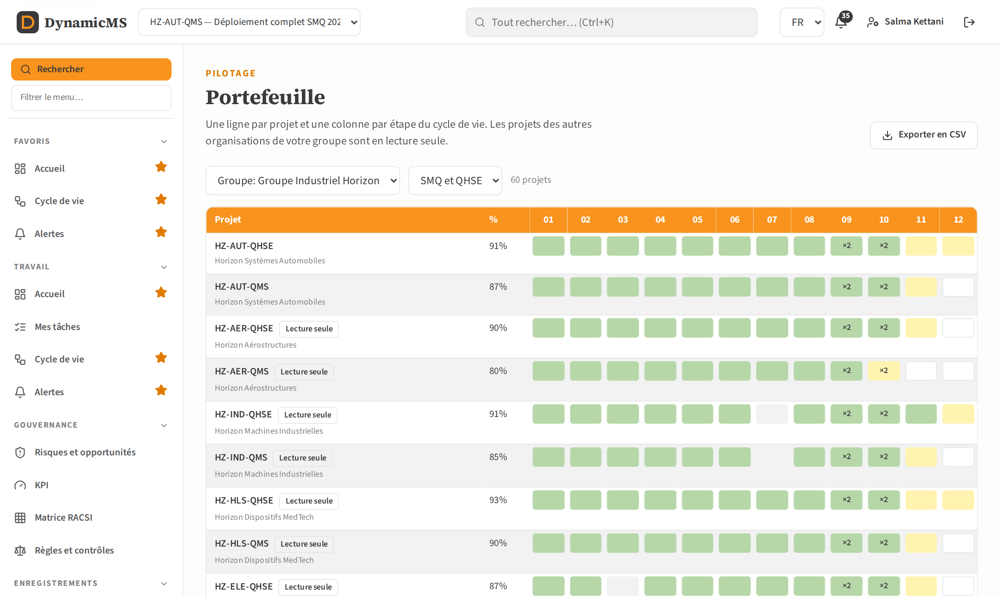 DynamicMS
HZ-AUT-QMS — Déploiement complet SMQ 202
Tout rechercher… (Ctrl+K)
FR
35
Salma Kettani
Rechercher
Filtrer le menu…
FAVORIS
Accueil
Cycle de vie
Alertes
TRAVAIL
Accueil
Mes tâches
Cycle de vie
Alertes
GOUVERNANCE
Risques et opportunités
KPI
Matrice RACSI
Règles et contrôles
ENREGISTREMENTS
PILOTAGE
Portefeuille
Une ligne par projet et une colonne par étape du cycle de vie. Les projets des autres
organisations de votre groupe sont en lecture seule.
Exporter en CSV
Groupe: Groupe Industriel Horizon
SMQ et QHSE
60 projets
Projet % 01 02 03 04 05 06 07 08 09 10 11 12
HZ-AUT-QHSE 91% ×2 ×2
Horizon Systèmes Automobiles
HZ-AUT-QMS 87% ×2 ×2
Horizon Systèmes Automobiles
HZ-AER-QHSE Lecture seule 90% ×2 ×2
Horizon Aérostructures
HZ-AER-QMS Lecture seule 80% ×2 ×2
Horizon Aérostructures
HZ-IND-QHSE Lecture seule 91% ×2 ×2
Horizon Machines Industrielles
HZ-IND-QMS Lecture seule 85% ×2 ×2
Horizon Machines Industrielles
HZ-HLS-QHSE Lecture seule 93% ×2 ×2
Horizon Dispositifs MedTech
HZ-HLS-QMS Lecture seule 90% ×2 ×2
Horizon Dispositifs MedTech
HZ-ELE-QHSE Lecture seule 87% ×2 ×2